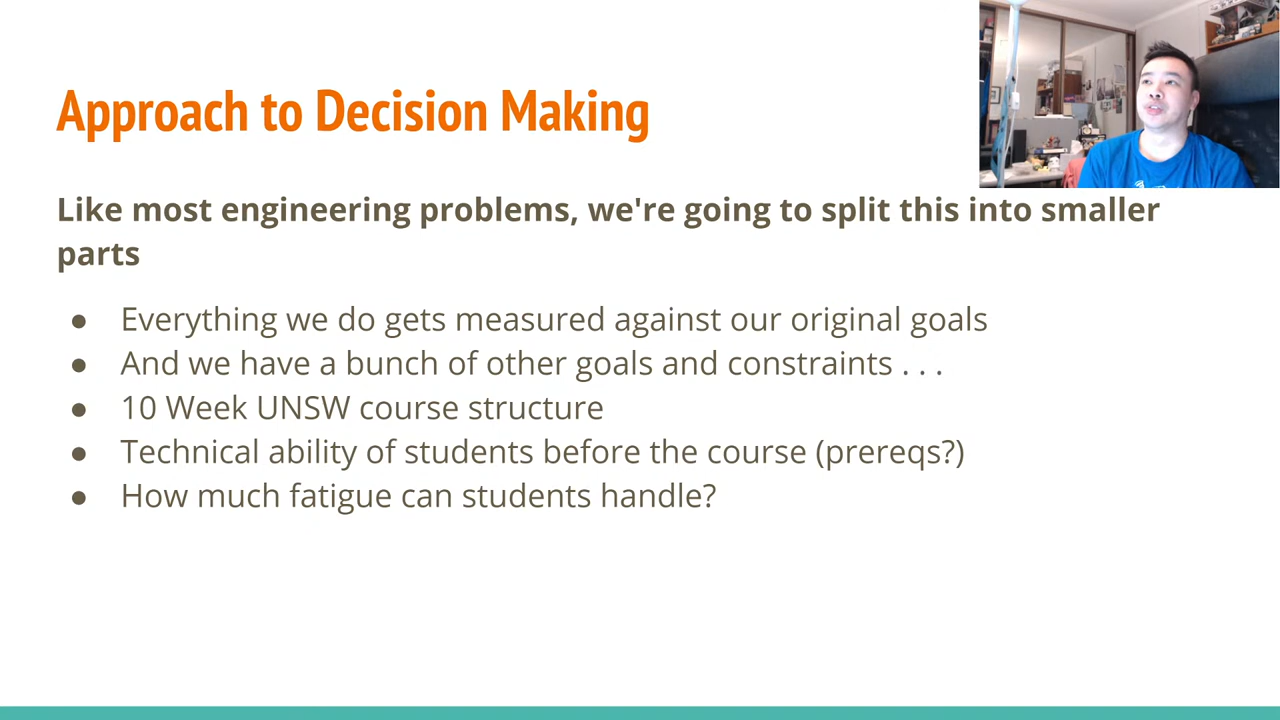 Approach to Decision Making
Like most engineering problems, we're going to split this into smaller
parts
● Everything we do gets measured against our original goals
● And we have a bunch of other goals and constraints . . .
● 10 Week UNSW course structure
● Technical ability of students before the course (prereqs?)
● How much fatigue can students handle?